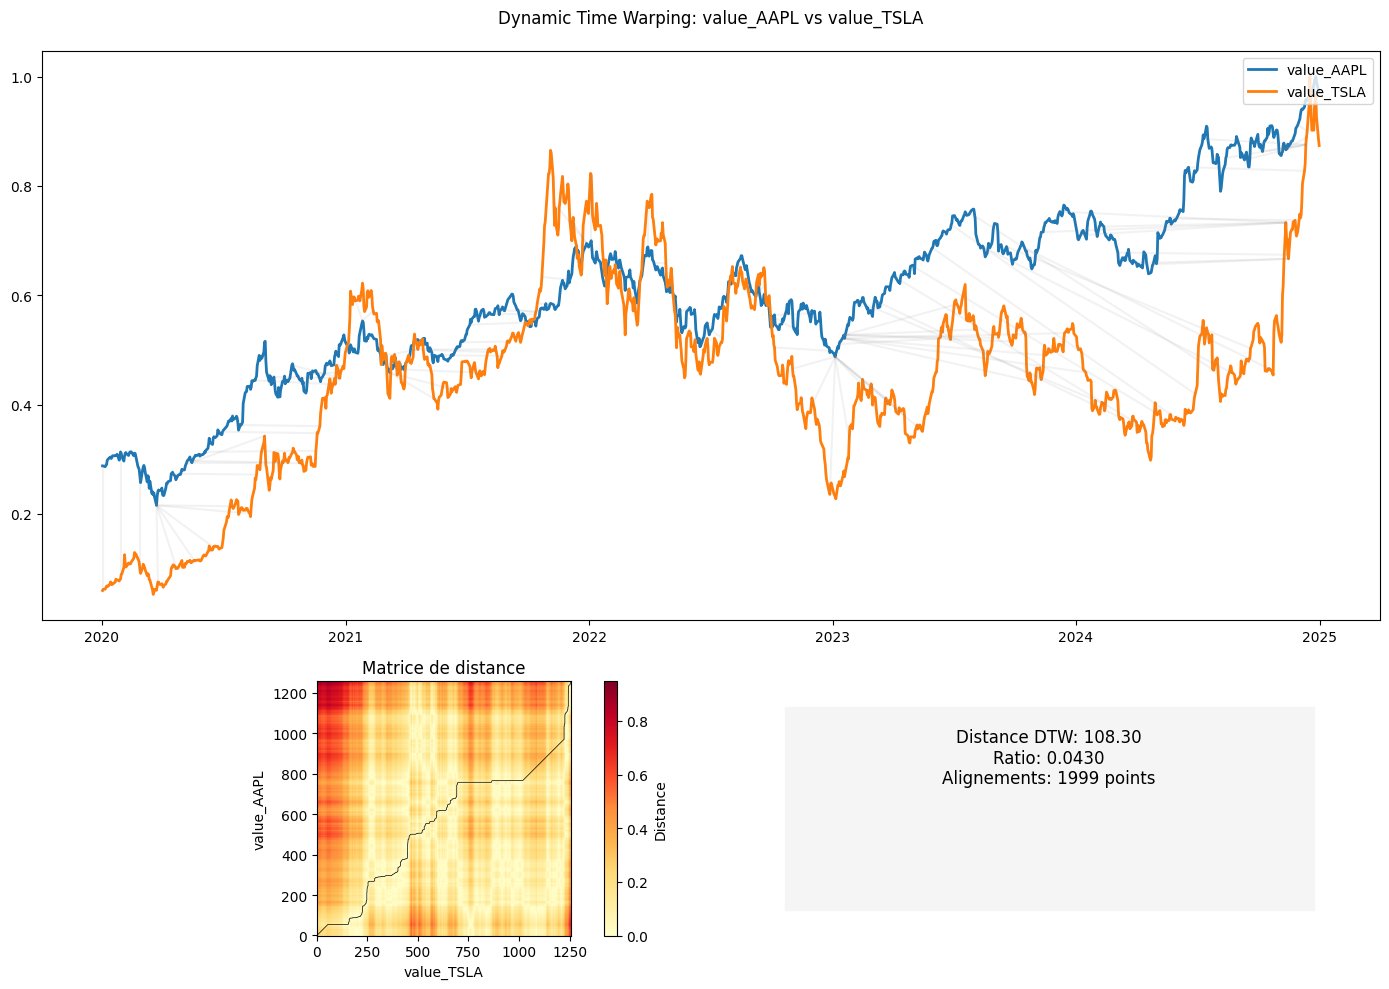 Dynamic Time Warping: value_AAPL vs value_TSLA
value_AAPL
value_TSLA
1.0
0.8
0.6
0.4
0.2
2020 2021 2022 2023 2024 2025
Matrice de distance
1200
1000
800
600
400
200
0
value_AAPL
0 250 500 750 1000 1250
value_TSLA
0.8
0.6
0.4
0.2
0.0
Distance
Distance DTW: 108.30
Ratio: 0.0430
Alignements: 1999 points